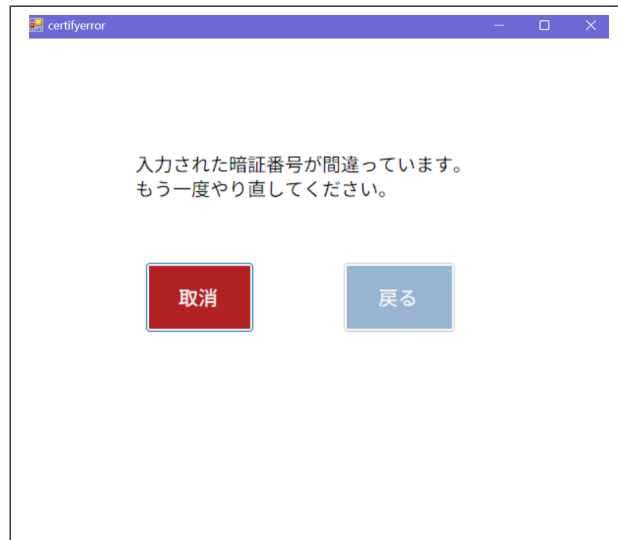 certifyerror
入力された暗証番号が間違っています。
もう一度やり直してください。
取消
戻る